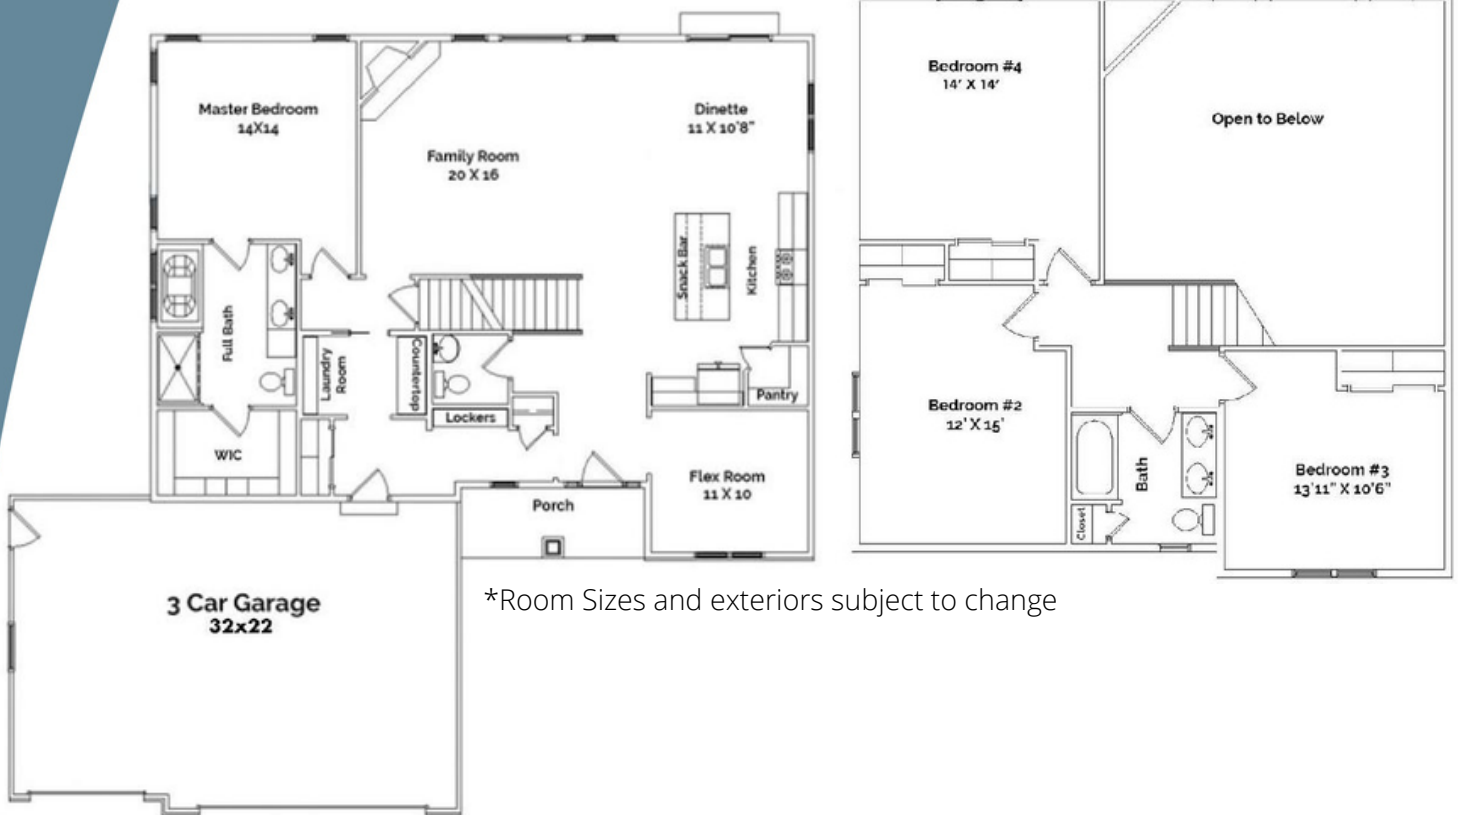 Master Bedroom
14X14
Family Room
20 X 16
Dinette
11 X 10'8"
Snack Bar
Kitchen
Full Bath
Laundry
Room
Countertop
Lockers
Pantry
WIC
Flex Room
11 X 10
Porch
3 Car Garage
32x22
Bedroom #4
14' X 14'
Open to Below
Bedroom #2
12' X 15'
Bath
Closet
Bedroom #3
13'11" X 10'6"
*Room Sizes and exteriors subject to change